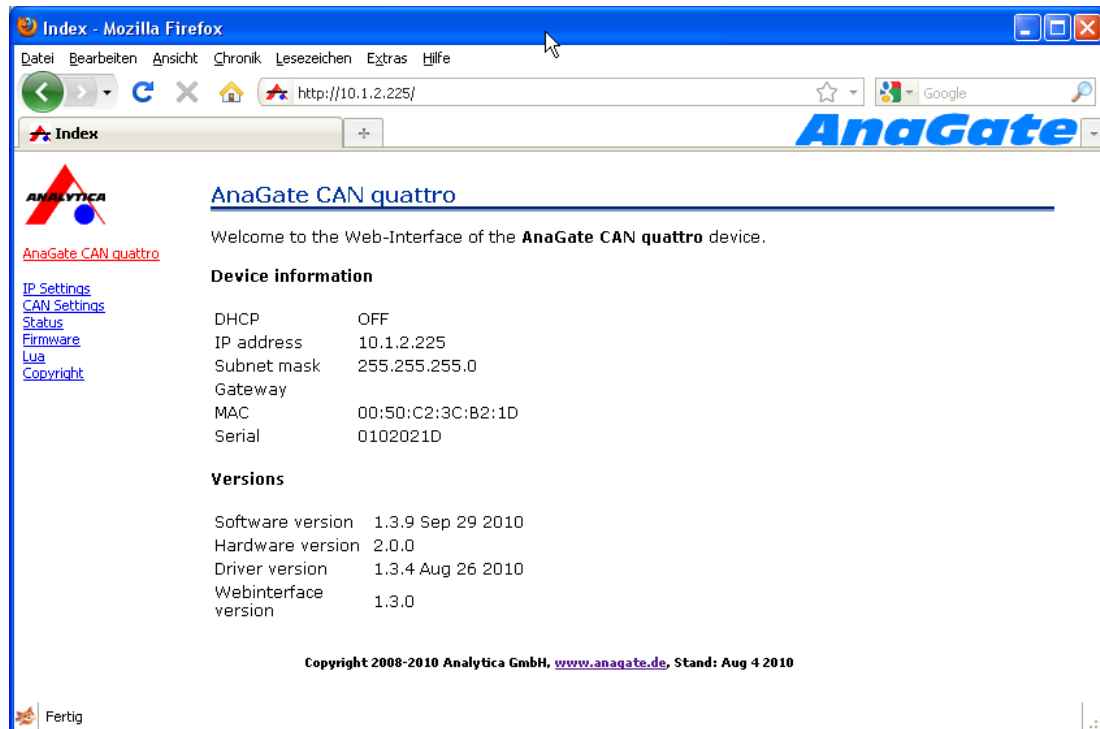 Index - Mozilla Firefox
Datei Bearbeiten Ansicht Chronik Lesezeichen Extras Hilfe
http://10.1.2.225/
Google
Index
AnaGate
ANALYTICA
AnaGate CAN quattro
IP Settings
CAN Settings
Status
Firmware
Lua
Copyright
AnaGate CAN quattro
Welcome to the Web-Interface of the AnaGate CAN quattro device.
Device information
DHCP OFF
IP address 10.1.2.225
Subnet mask 255.255.255.0
Gateway
MAC 00:50:C2:3C:B2:1D
Serial 0102021D
Versions
Software version 1.3.9 Sep 29 2010
Hardware version 2.0.0
Driver version 1.3.4 Aug 26 2010
Webinterface
version 1.3.0
Copyright 2008-2010 Analytica GmbH, www.anagate.de, Stand: Aug 4 2010
Fertig